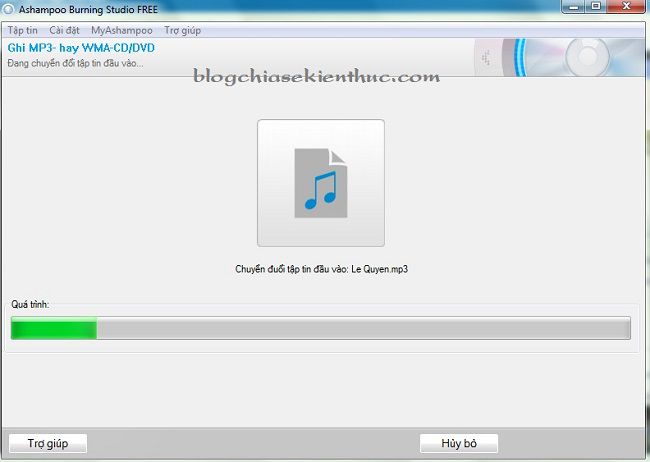 Ashampoo Burning Studio FREE
Tập tin Cài đặt MyAshampoo Trợ giúp
Ghi MP3- hay WMA-CD/DVD
Đang chuyển đổi tập tin đầu vào...
blogchiasekienthuc.com
Chuyển đuổi tập tin đầu vào: Le Quyen.mp3
Quá trình:
Trợ giúp Hủy bỏ